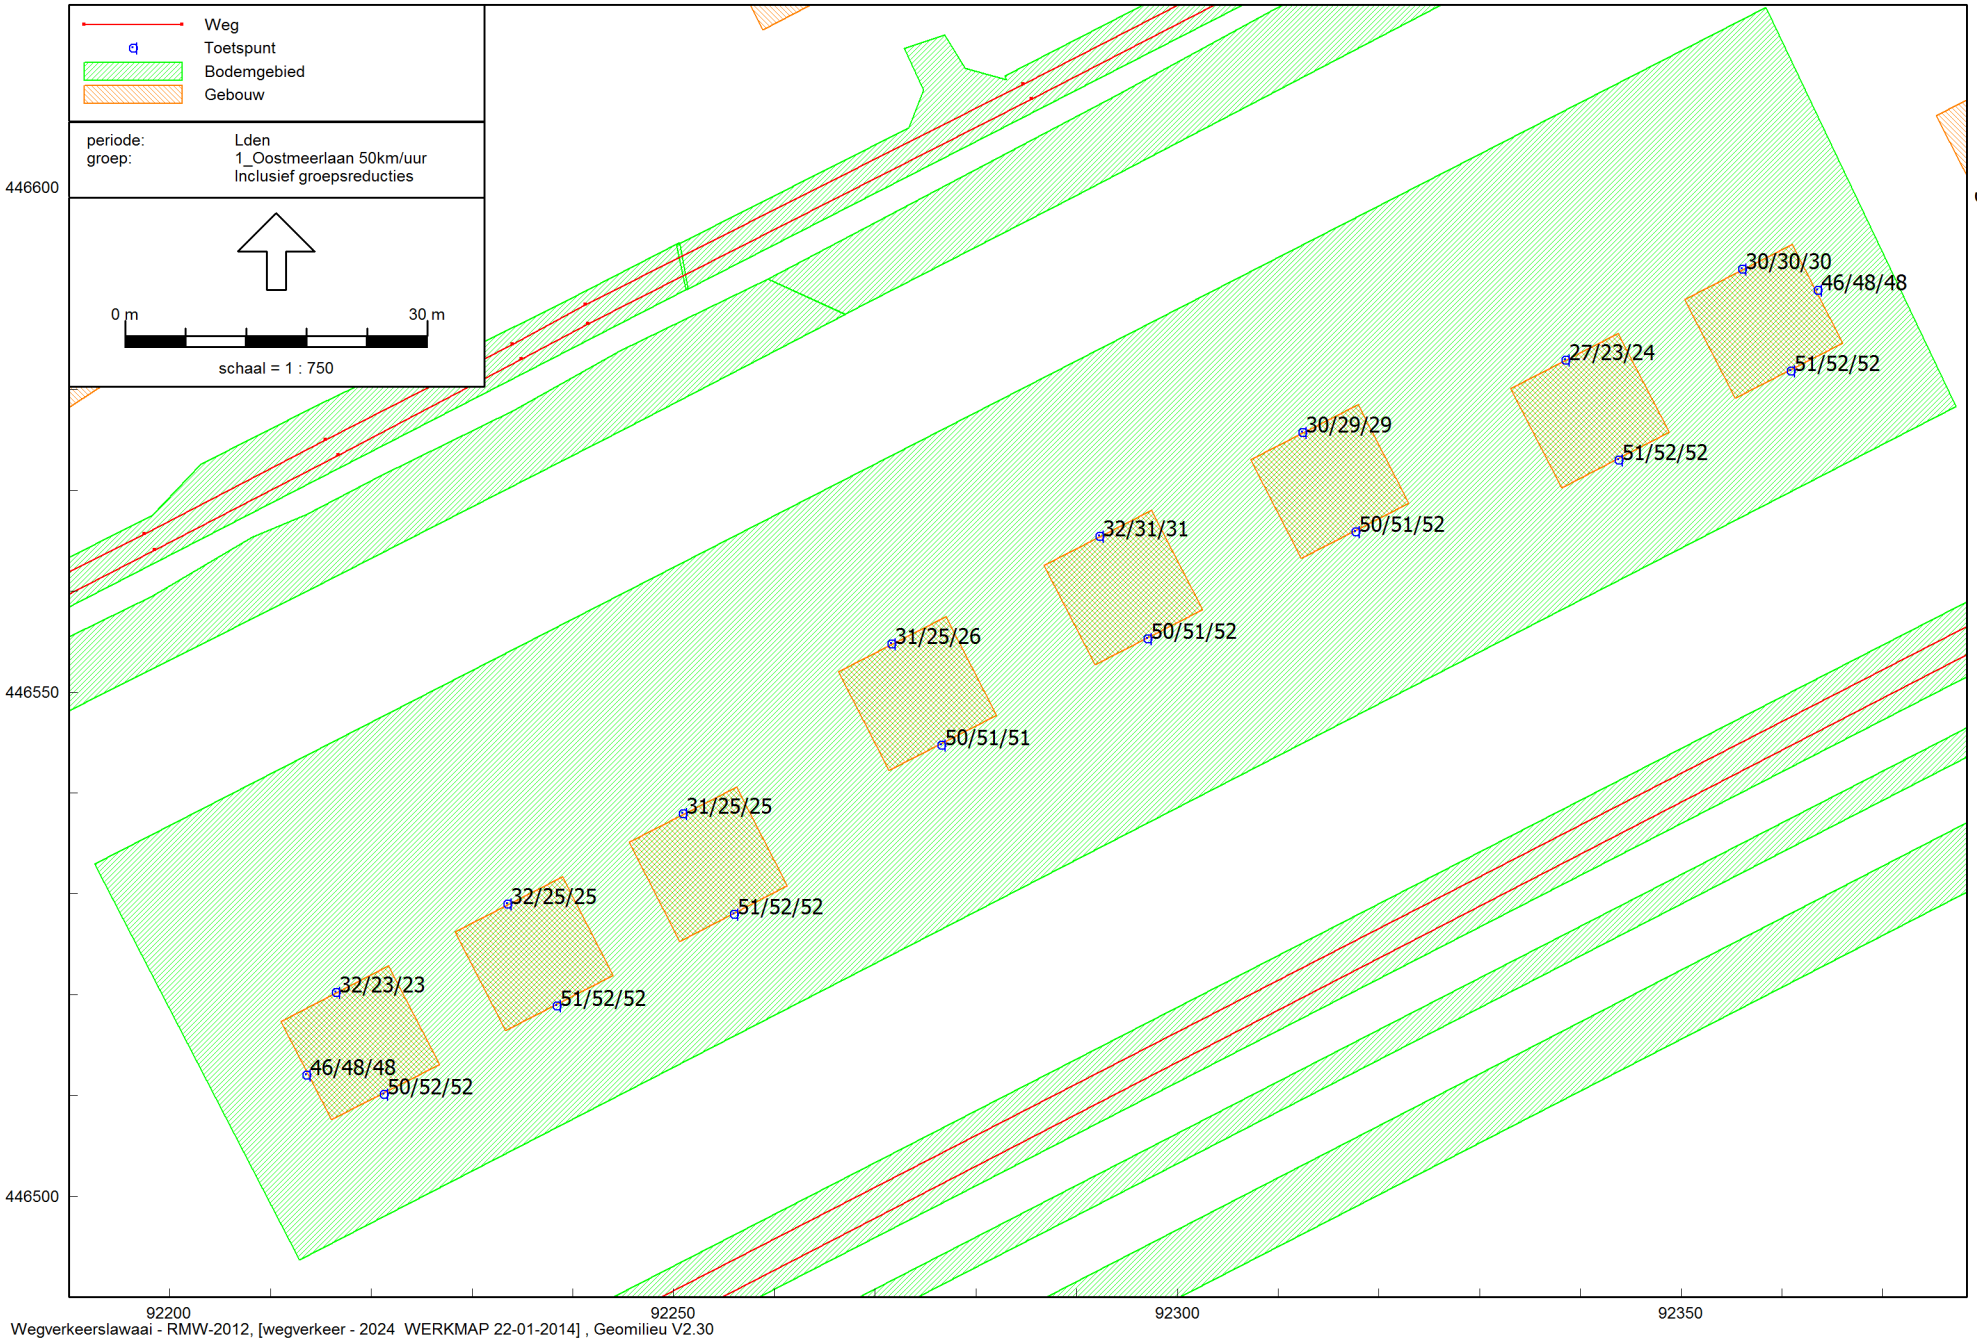 Weg
Toetspunt
Bodemgebied
Gebouw
periode: Lden
groep: 1_Oostmeerlaan 50km/uur
Inclusief groepsreducties
0 m 30 m
schaal = 1 : 750
446600
446550
446500
30/30/30
46/48/48
27/23/24
51/52/52
30/29/29
51/52/52
32/31/31
50/51/52
31/25/26
50/51/52
50/51/51
31/25/25
32/25/25
51/52/52
32/23/23
51/52/52
46/48/48
50/52/52
92200 92250 92300 92350
Wegverkeerslawaai - RMW-2012, [wegverkeer - 2024 WERKMAP 22-01-2014] , Geomilieu V2.30